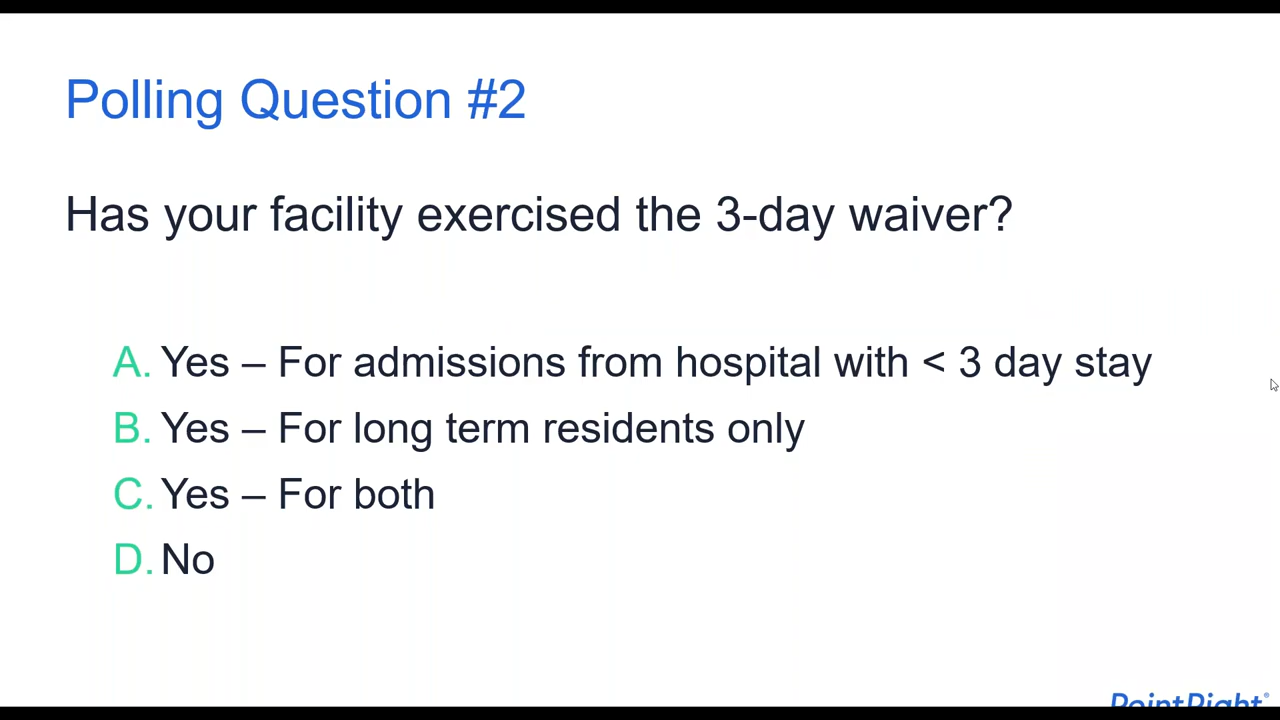 Polling Question #2
Has your facility exercised the 3-day waiver?
A. Yes – For admissions from hospital with < 3 day stay
B. Yes – For long term residents only
C. Yes – For both
D. No
PointRight®